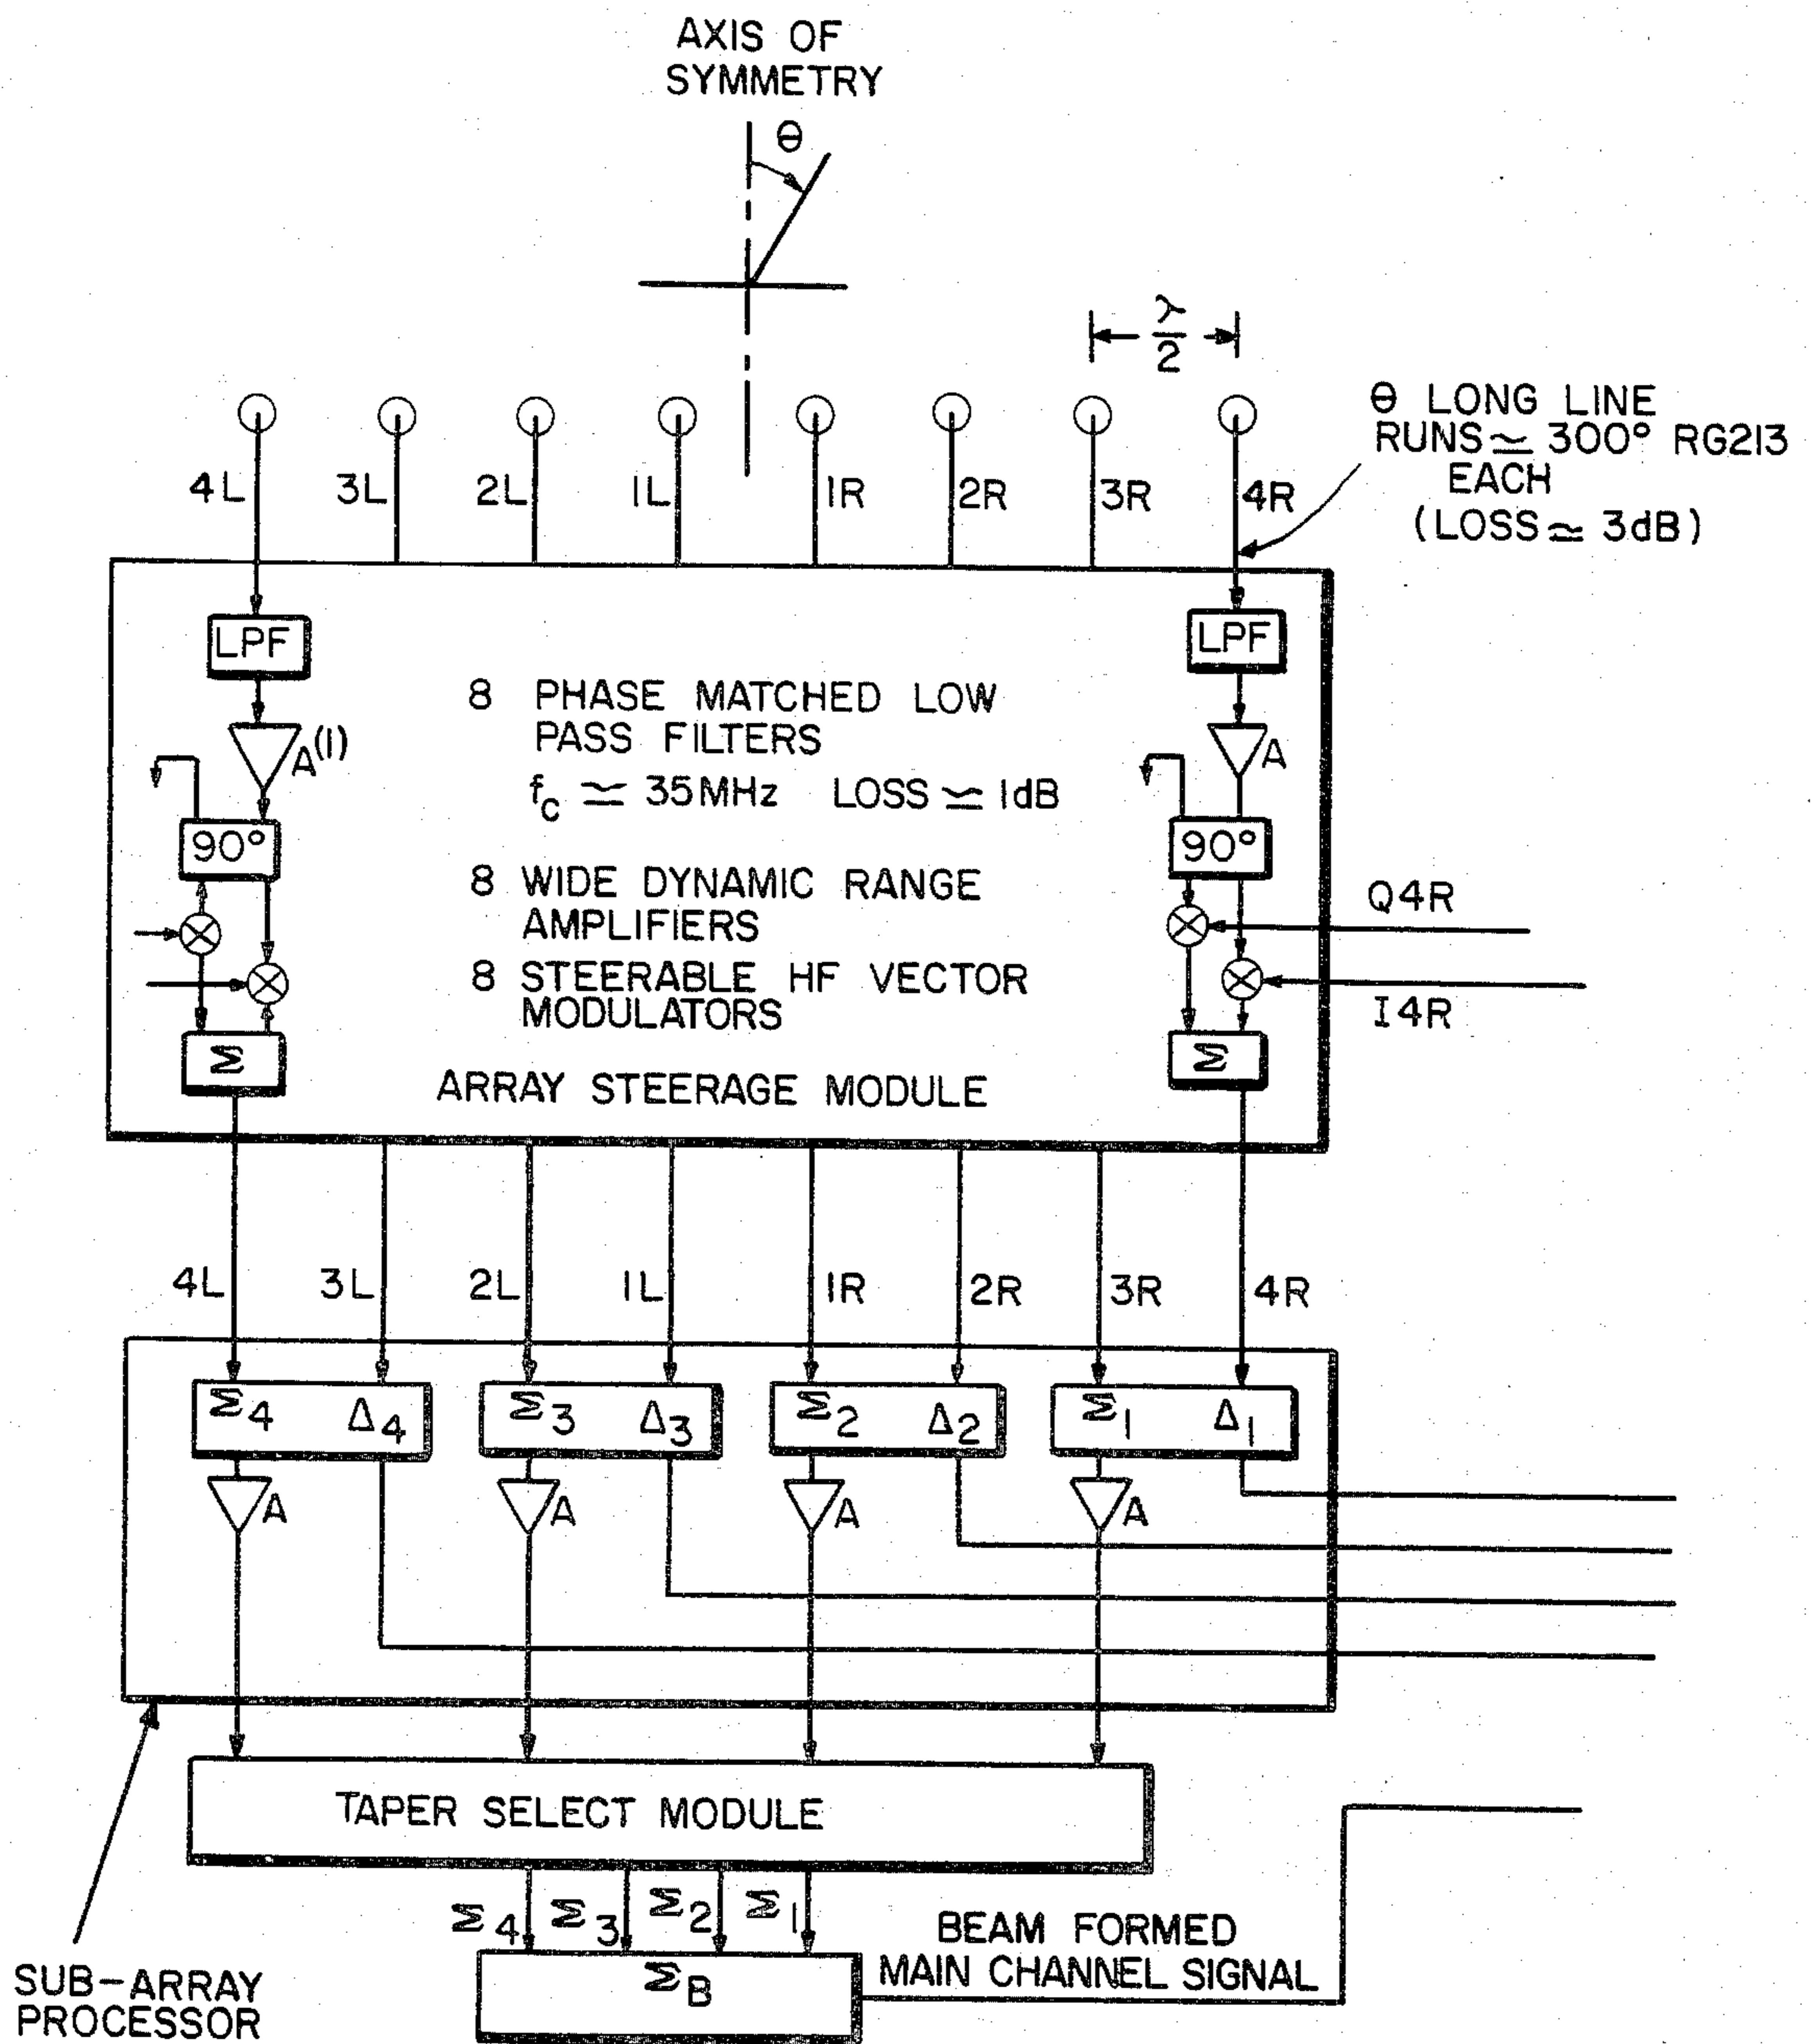 AXIS OF
SYMMETRY
θ
λ/2
θ LONG LINE
RUNS ≃ 300° RG213
EACH
(LOSS ≃ 3dB)
4L 3L 2L 1L 1R 2R 3R 4R
LPF
LPF
8 PHASE MATCHED LOW
PASS FILTERS
A(1)
A
fC ≃ 35MHz LOSS ≃ 1dB
90°
90°
8 WIDE DYNAMIC RANGE
AMPLIFIERS
Q4R
8 STEERABLE HF VECTOR
MODULATORS
I4R
Σ
Σ
ARRAY STEERAGE MODULE
4L 3L 2L 1L 1R 2R 3R 4R
Σ4 Δ4 Σ3 Δ3 Σ2 Δ2 Σ1 Δ1
A A A A
TAPER SELECT MODULE
Σ4 Σ3 Σ2 Σ1
BEAM FORMED
MAIN CHANNEL SIGNAL
ΣB
SUB-ARRAY
PROCESSOR